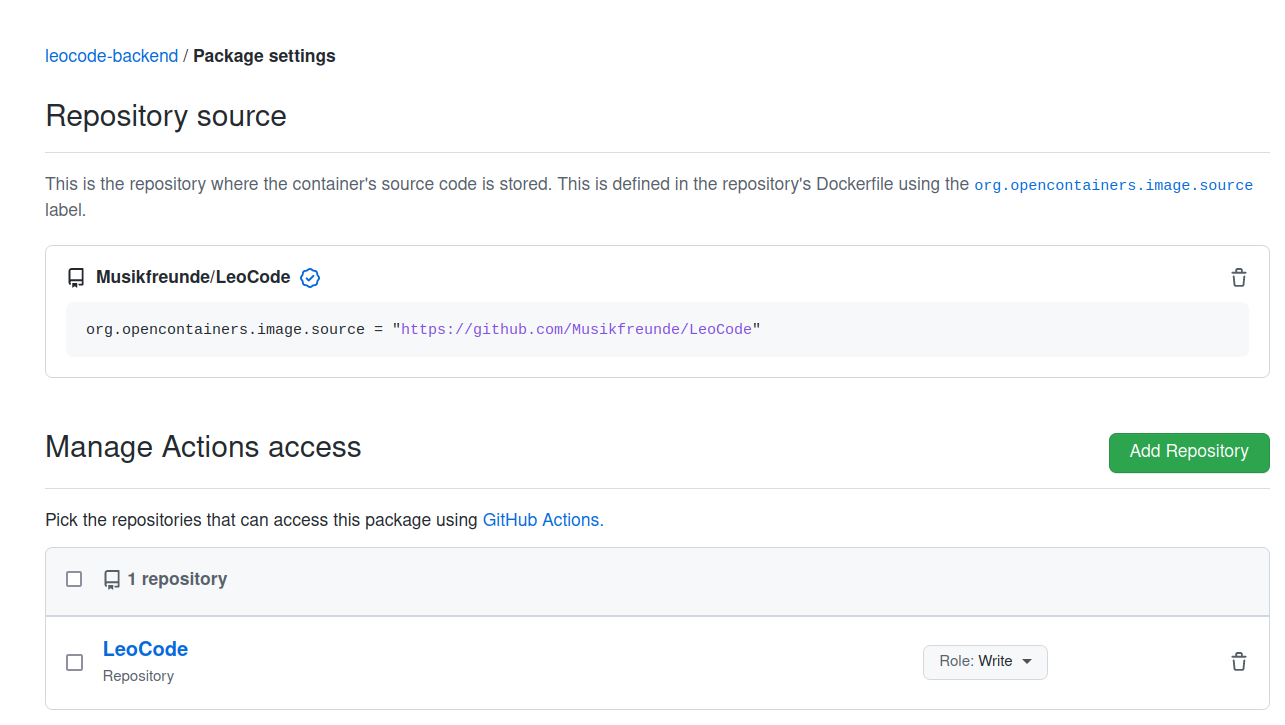 leocode-backend / Package settings
Repository source
This is the repository where the container's source code is stored. This is defined in the repository's Dockerfile using the org.opencontainers.image.source
label.
Musikfreunde/LeoCode
org.opencontainers.image.source = "https://github.com/Musikfreunde/LeoCode"
Manage Actions access
Add Repository
Pick the repositories that can access this package using GitHub Actions.
1 repository
LeoCode
Role: Write
Repository